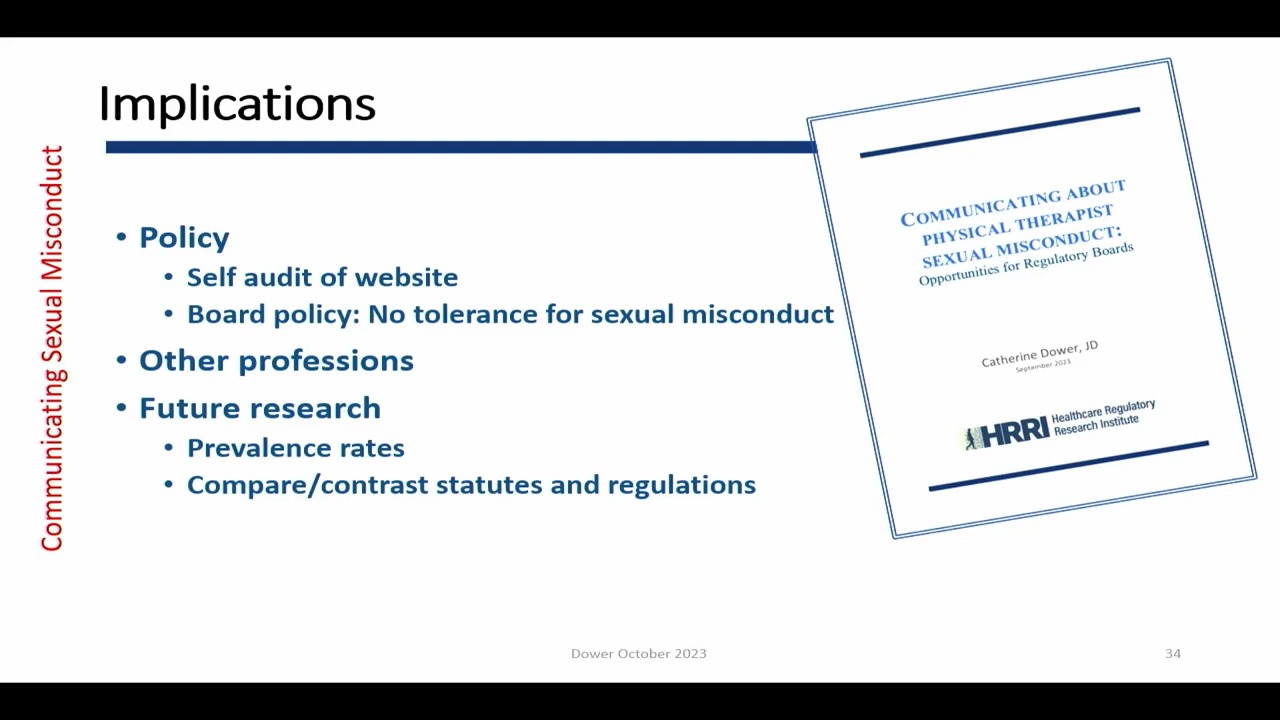 Implications
Communicating Sexual Misconduct
• Policy
• Self audit of website
• Board policy: No tolerance for sexual misconduct
• Other professions
• Future research
• Prevalence rates
• Compare/contrast statutes and regulations
COMMUNICATING ABOUT
PHYSICAL THERAPIST
SEXUAL MISCONDUCT:
Opportunities for Regulatory Boards
Catherine Dower, JD
September 2023
HRRI Healthcare Regulatory
Research Institute
Dower October 2023
34